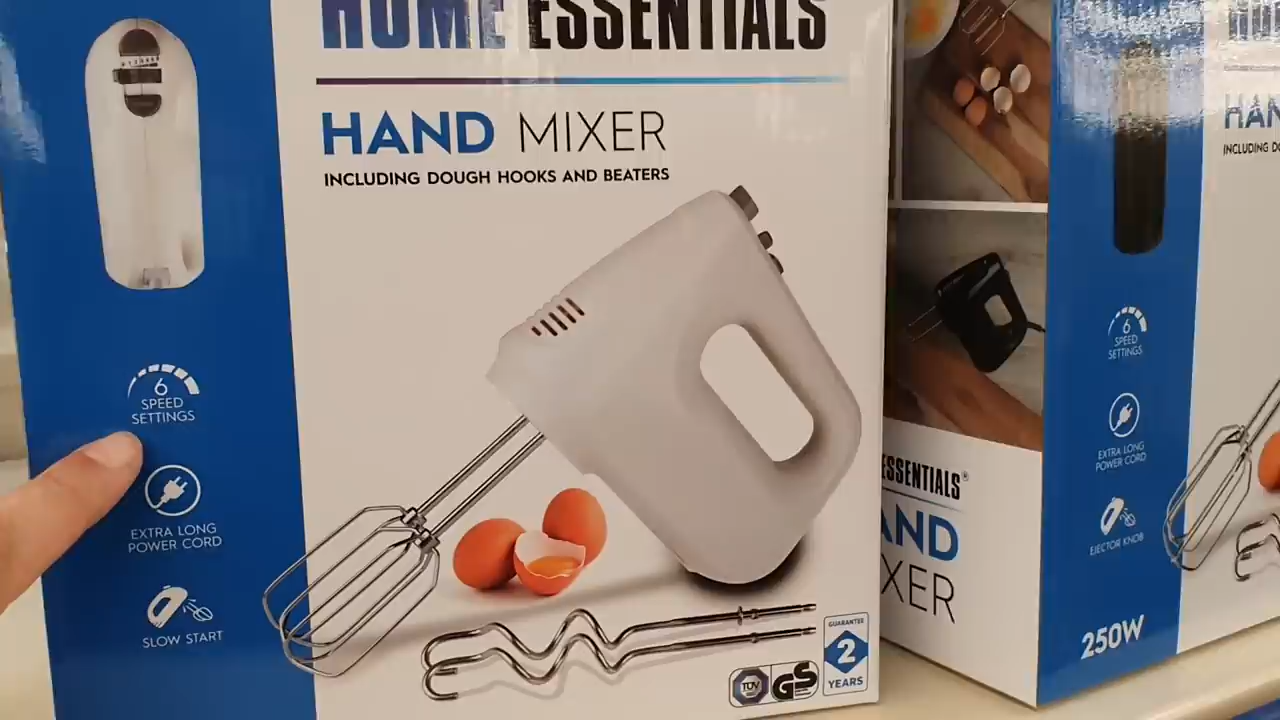 HOME ESSENTIALS
HAND MIXER
INCLUDING DOUGH HOOKS AND BEATERS
6
SPEED
SETTINGS
EXTRA LONG
POWER CORD
SLOW START
GUARANTEE
2
YEARS
TÜV
GS
ESSENTIALS®
AND
XER
HAN
INCLUDING DO
6
SPEED
SETTINGS
EXTRA LONG
POWER CORD
EJECTOR KNOB
250W